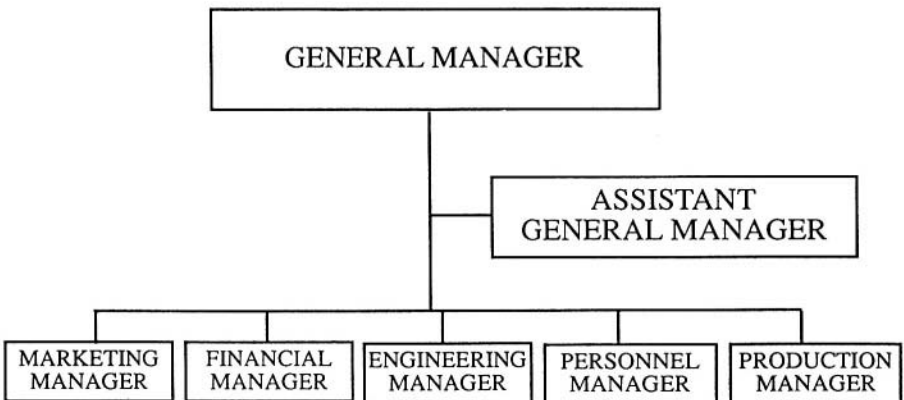 GENERAL MANAGER
ASSISTANT
GENERAL MANAGER
MARKETING
MANAGER
FINANCIAL
MANAGER
ENGINEERING
MANAGER
PERSONNEL
MANAGER
PRODUCTION
MANAGER